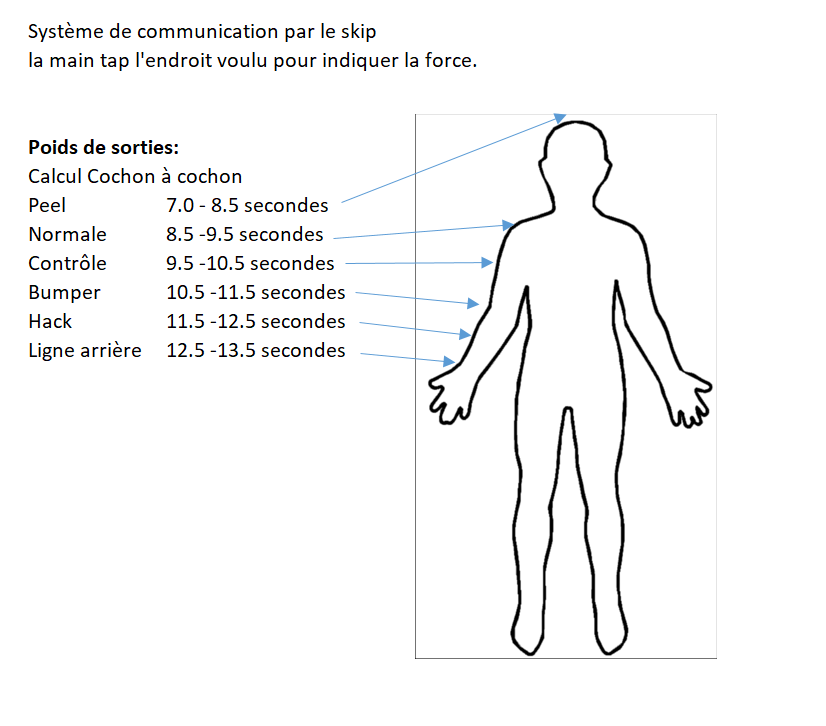 Système de communication par le skip
la main tap l'endroit voulu pour indiquer la force.
Poids de sorties:
Calcul Cochon à cochon
Peel 7.0 - 8.5 secondes
Normale 8.5 -9.5 secondes
Contrôle 9.5 -10.5 secondes
Bumper 10.5 -11.5 secondes
Hack 11.5 -12.5 secondes
Ligne arrière 12.5 -13.5 secondes